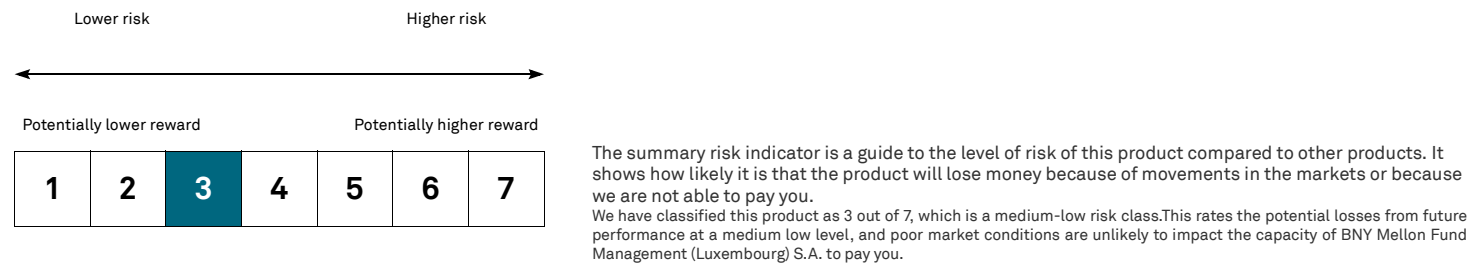 Lower risk Higher risk
Potentially lower reward Potentially higher reward
1 2 3 4 5 6 7
The summary risk indicator is a guide to the level of risk of this product compared to other products. It
shows how likely it is that the product will lose money because of movements in the markets or because
we are not able to pay you.
We have classified this product as 3 out of 7, which is a medium-low risk class.This rates the potential losses from future
performance at a medium low level, and poor market conditions are unlikely to impact the capacity of BNY Mellon Fund
Management (Luxembourg) S.A. to pay you.